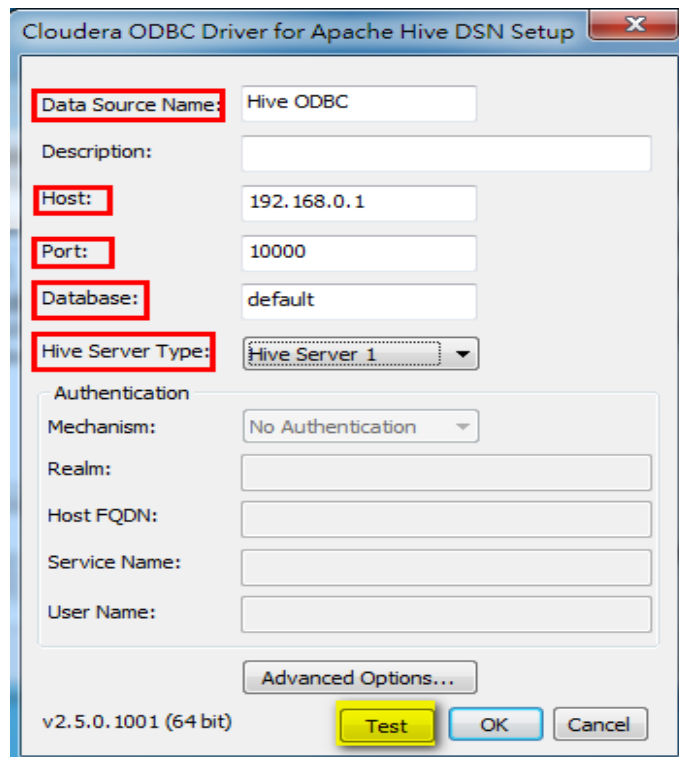 Cloudera ODBC Driver for Apache Hive DSN Setup
Data Source Name: Hive ODBC
Description:
Host: 192.168.0.1
Port: 10000
Database: default
Hive Server Type: Hive Server 1
Authentication
Mechanism: No Authentication
Realm:
Host FQDN:
Service Name:
User Name:
Advanced Options...
v2.5.0.1001 (64 bit) Test OK Cancel